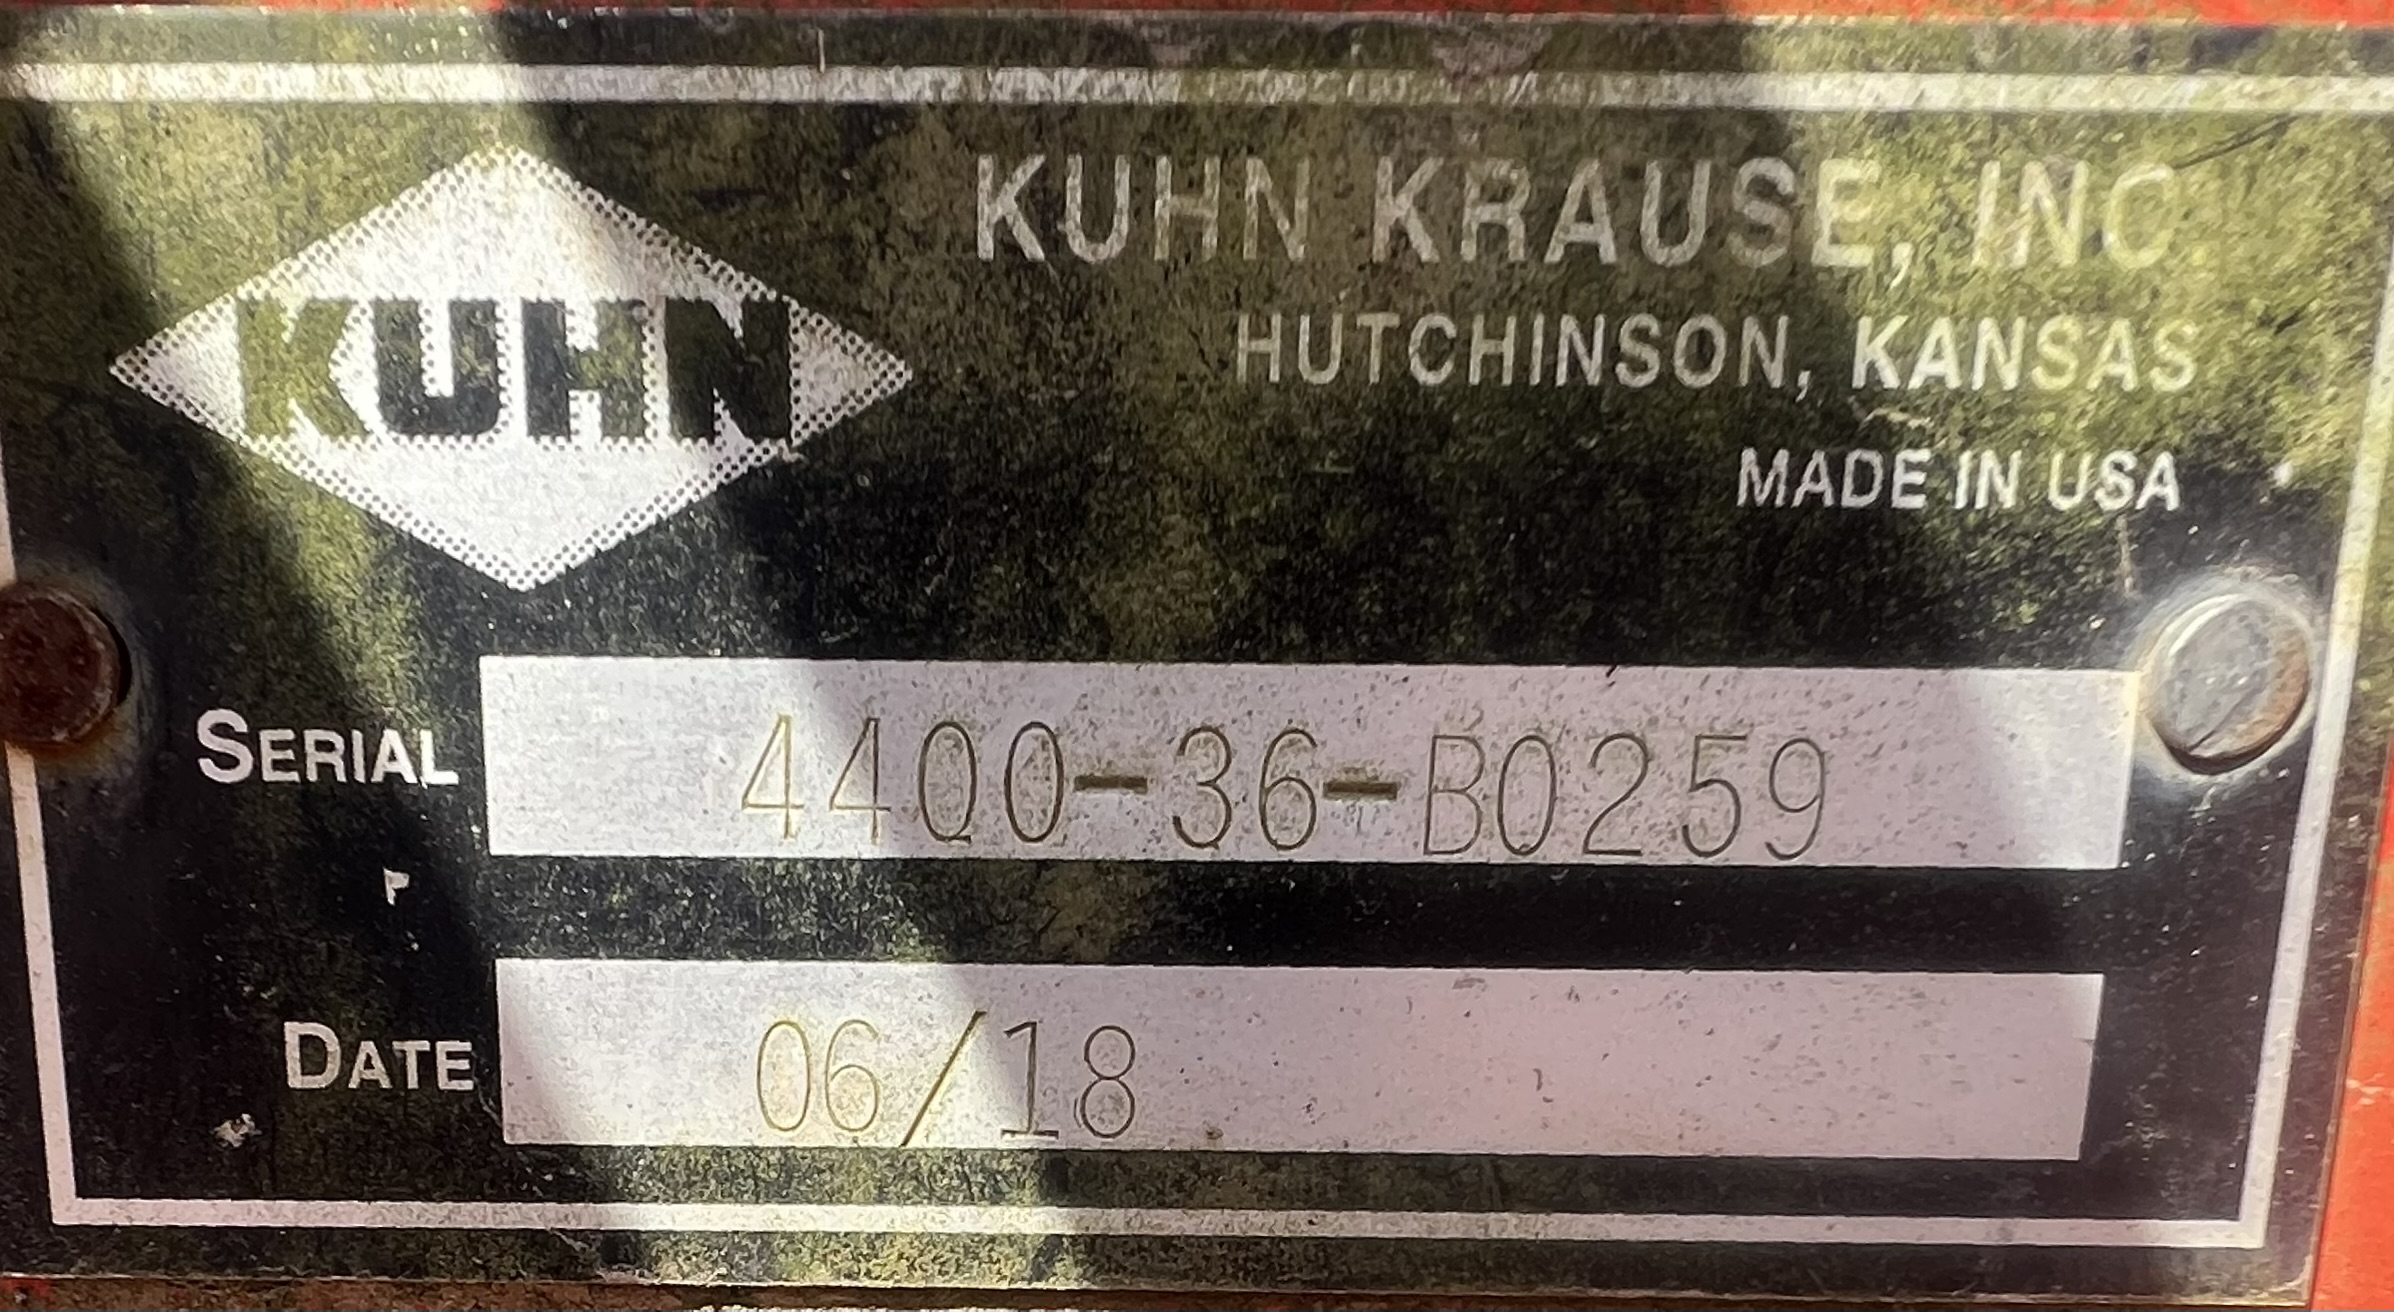 KUHN
KUHN KRAUSE, INC.
HUTCHINSON, KANSAS
MADE IN USA
SERIAL 4400-36-B0259
DATE 06/18